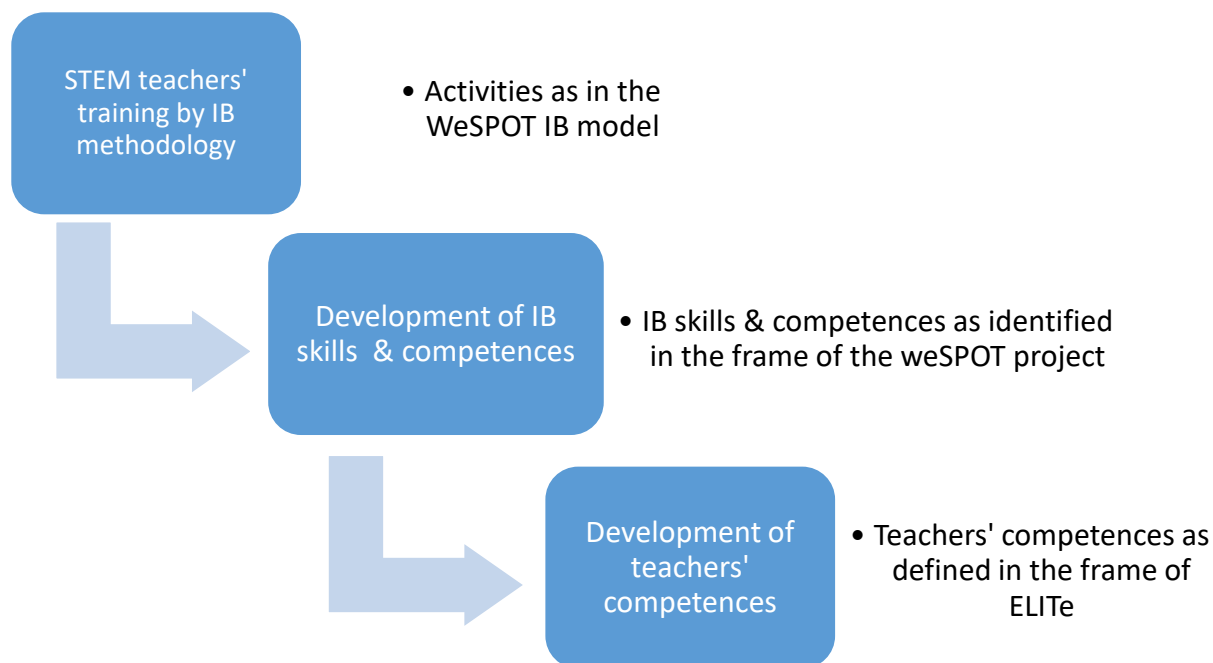 STEM teachers'
training by IB
methodology
• Activities as in the
WeSPOT IB model
Development of IB
skills & competences
• IB skills & competences as identified
in the frame of the weSPOT project
Development of
teachers'
competences
• Teachers' competences as
defined in the frame of
ELITe